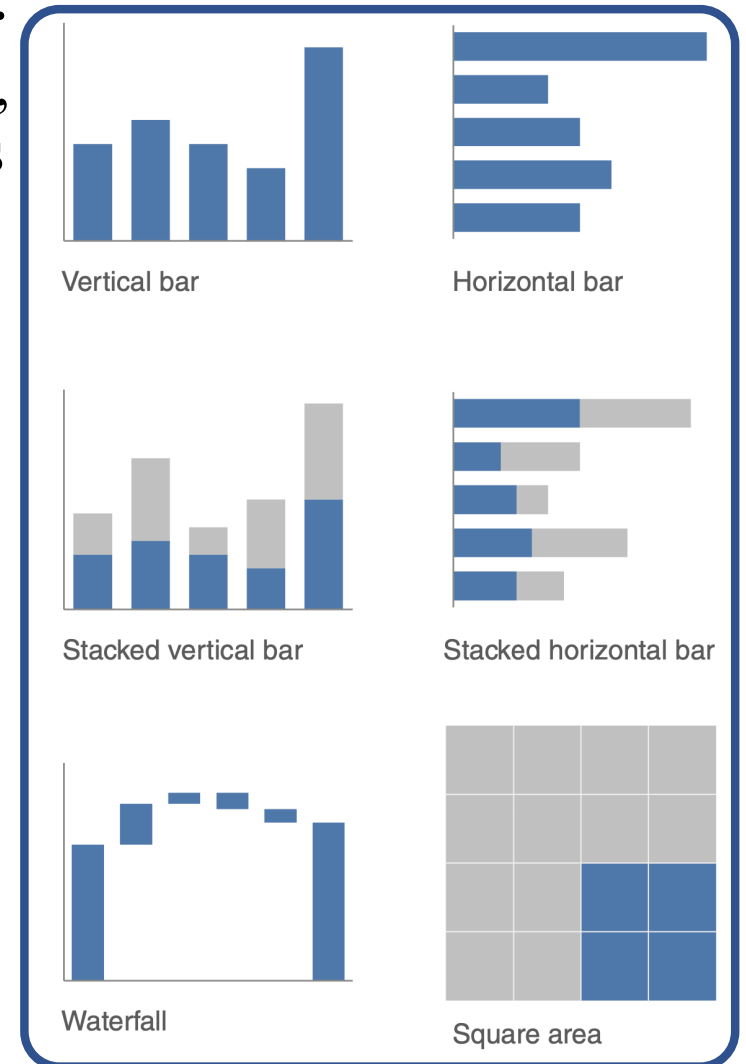 Vertical bar
Horizontal bar
Stacked vertical bar
Stacked horizontal bar
Waterfall
Square area